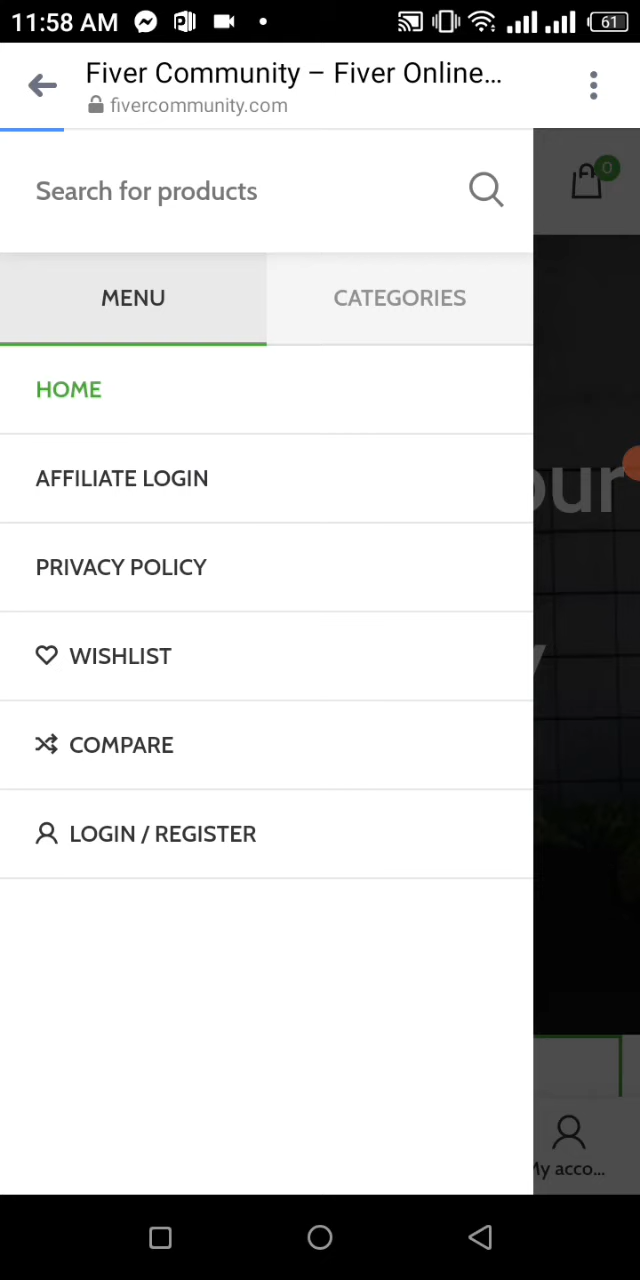 11:58 AM
61
Fiver Community – Fiver Online...
fivercommunity.com
Search for products
0
MENU
CATEGORIES
HOME
AFFILIATE LOGIN
PRIVACY POLICY
WISHLIST
COMPARE
LOGIN / REGISTER
our
y
My acco...